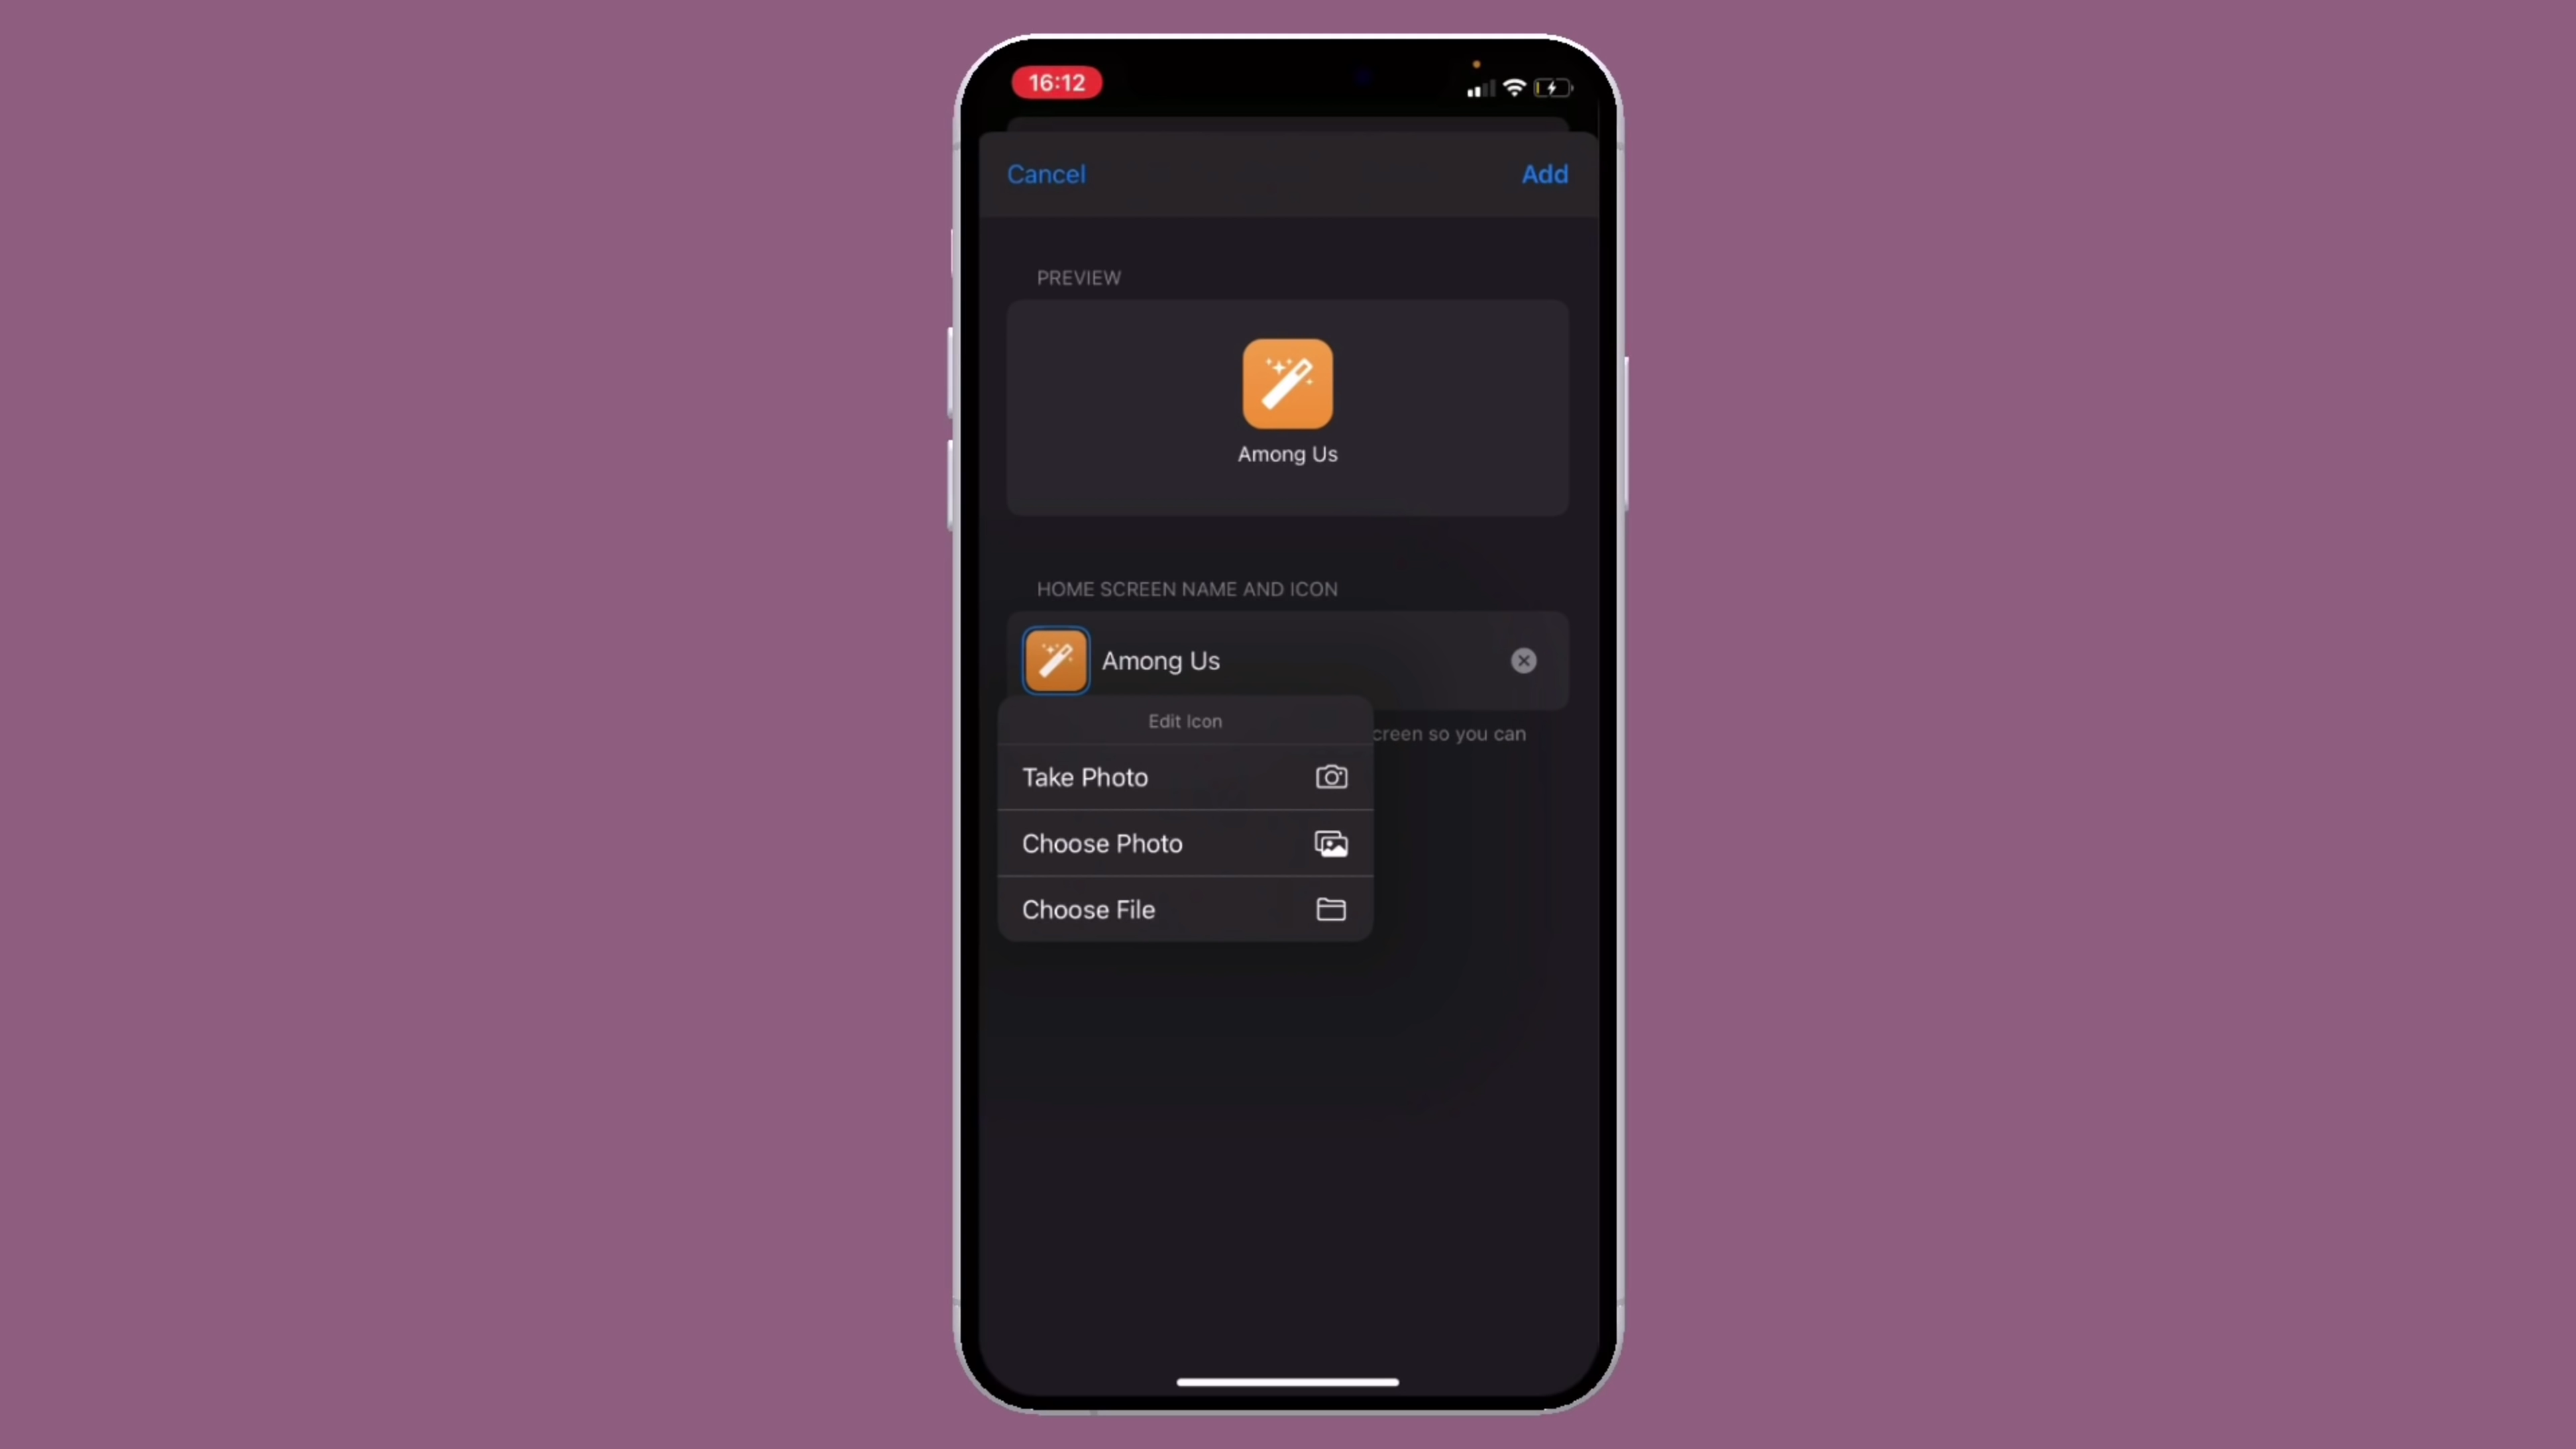 16:12
Cancel
Add
PREVIEW
Among Us
HOME SCREEN NAME AND ICON
Among Us
Edit Icon
creen so you can
Take Photo
Choose Photo
Choose File